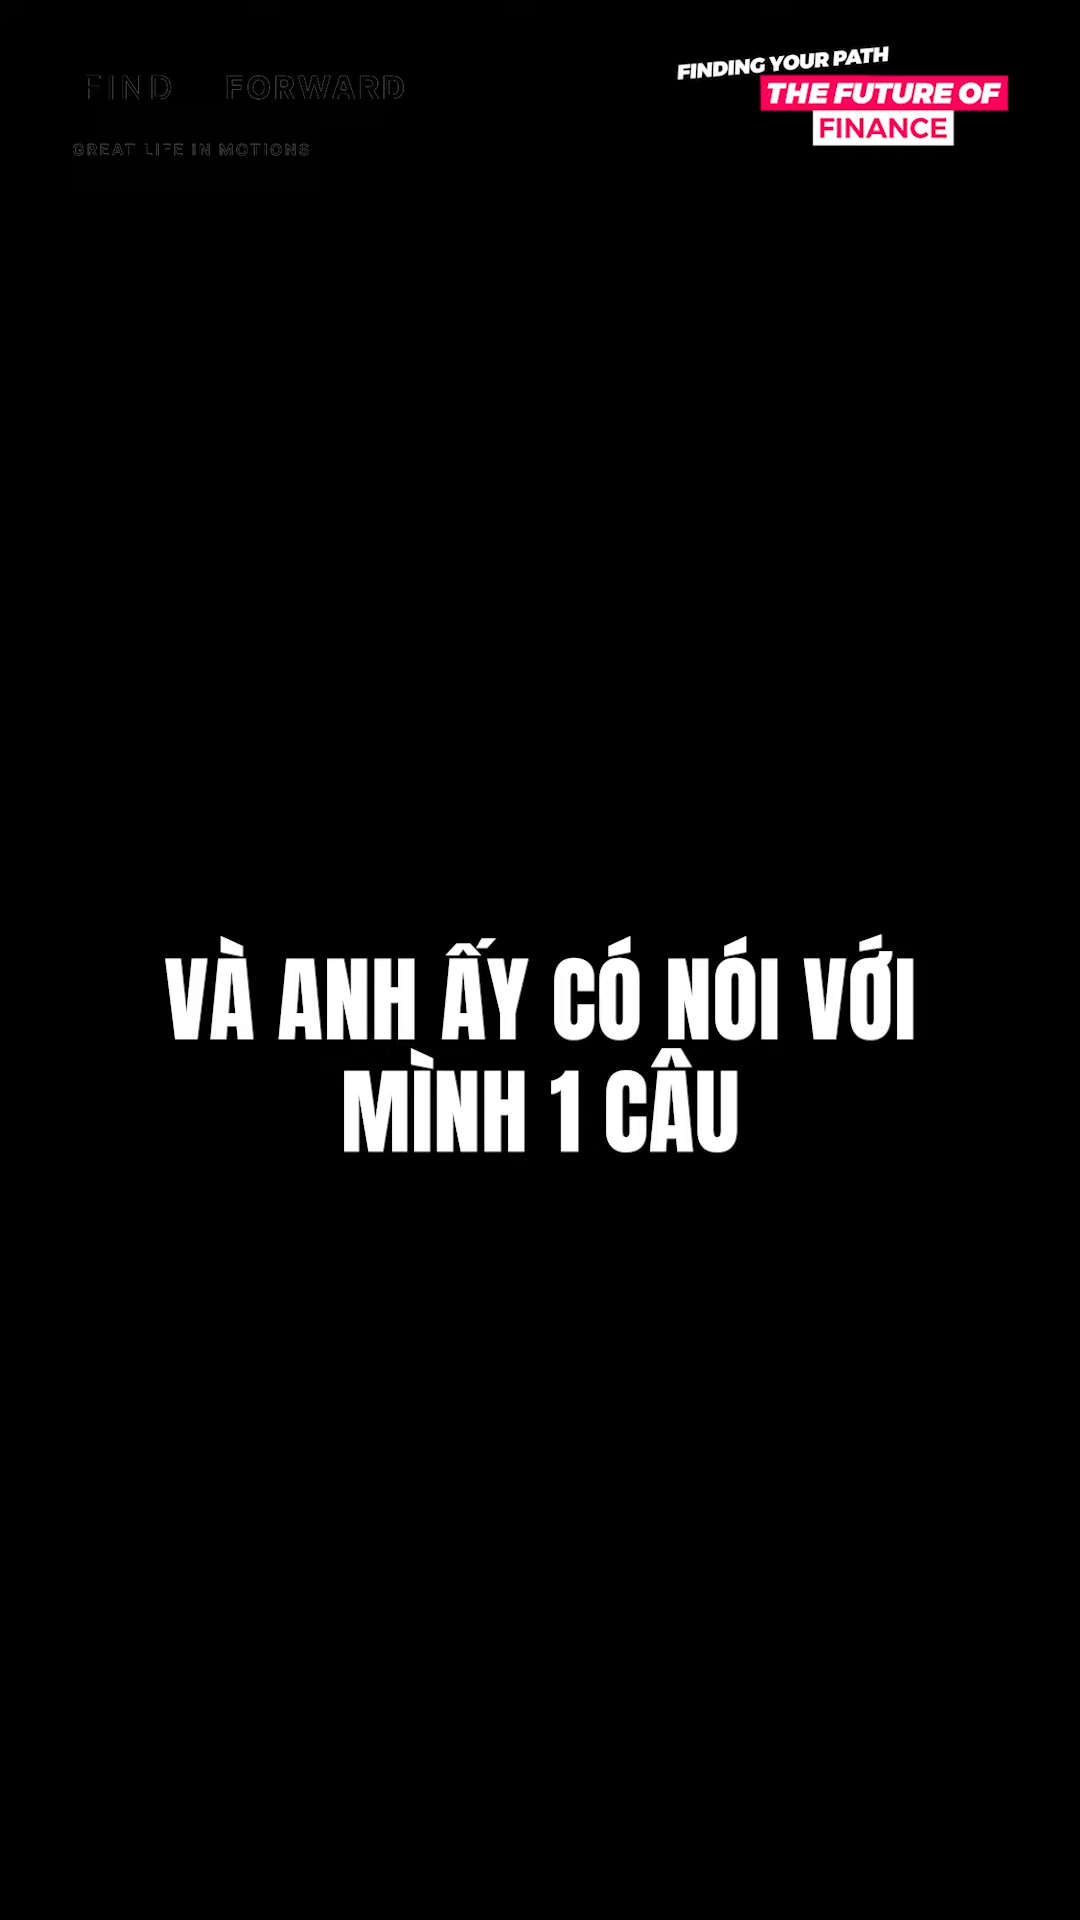 FIND FORWARD
GREAT LIFE IN MOTIONS
FINDING YOUR PATH
THE FUTURE OF
FINANCE
VÀ ANH ẤY CÓ NÓI VỚI
MÌNH 1 CÂU